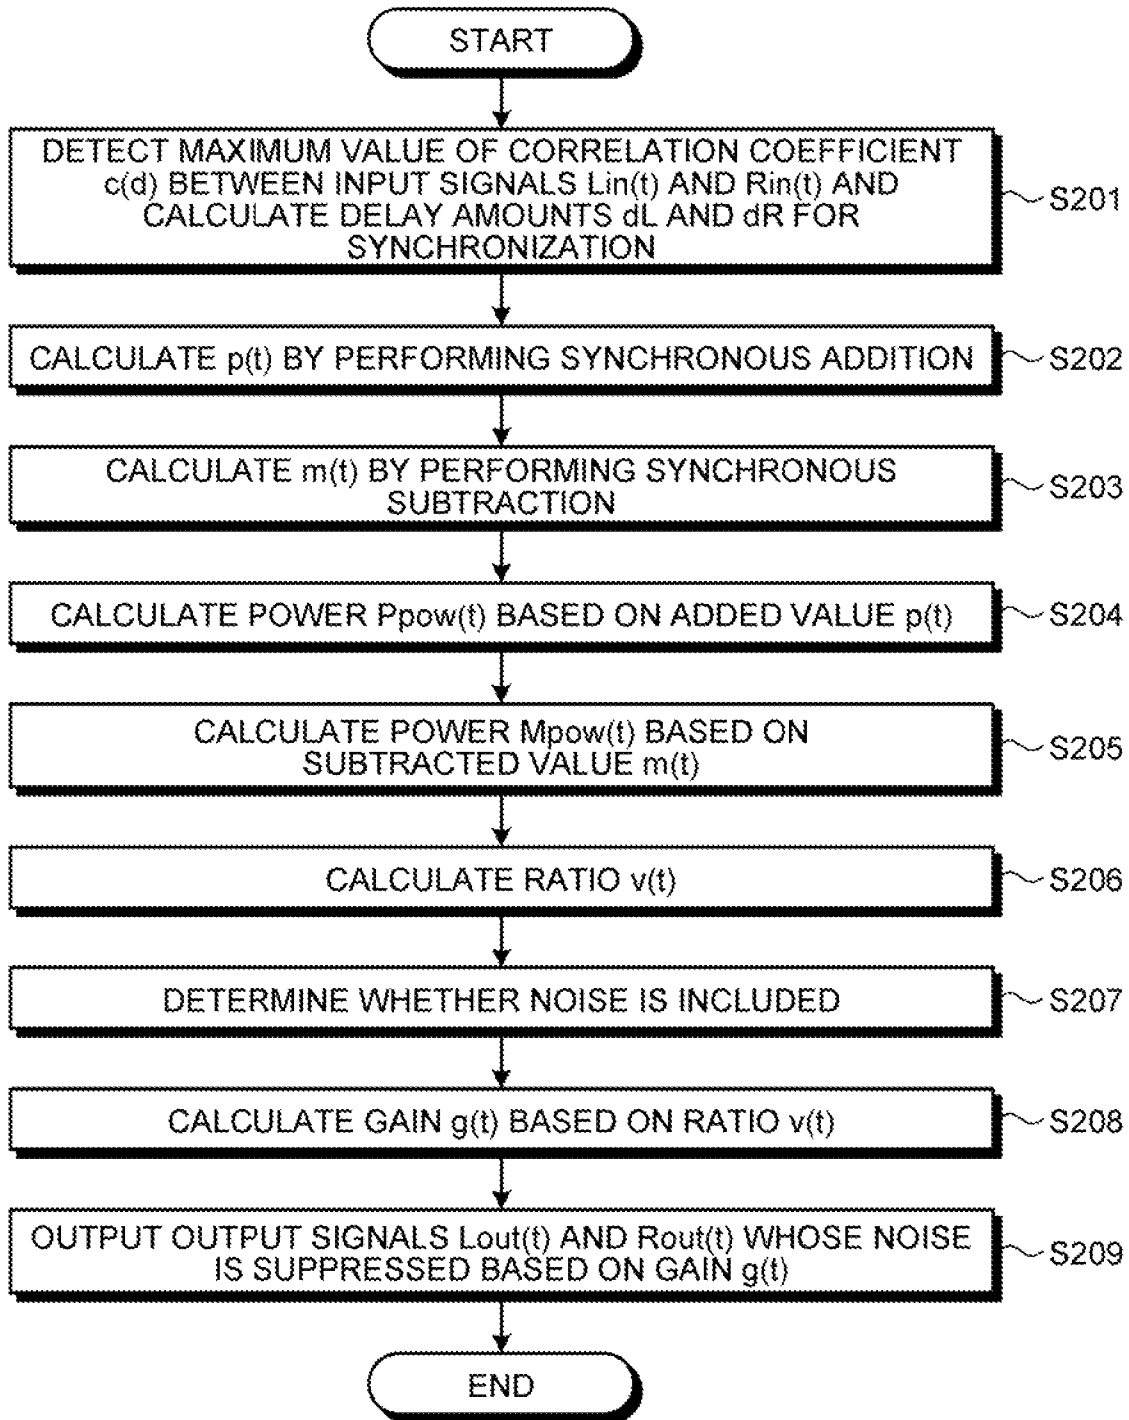 START
DETECT MAXIMUM VALUE OF CORRELATION COEFFICIENT
c(d) BETWEEN INPUT SIGNALS Lin(t) AND Rin(t) AND
CALCULATE DELAY AMOUNTS dL AND dR FOR
SYNCHRONIZATION
S201
CALCULATE p(t) BY PERFORMING SYNCHRONOUS ADDITION
S202
CALCULATE m(t) BY PERFORMING SYNCHRONOUS
SUBTRACTION
S203
CALCULATE POWER Ppow(t) BASED ON ADDED VALUE p(t)
S204
CALCULATE POWER Mpow(t) BASED ON
SUBTRACTED VALUE m(t)
S205
CALCULATE RATIO v(t)
S206
DETERMINE WHETHER NOISE IS INCLUDED
S207
CALCULATE GAIN g(t) BASED ON RATIO v(t)
S208
OUTPUT OUTPUT SIGNALS Lout(t) AND Rout(t) WHOSE NOISE
IS SUPPRESSED BASED ON GAIN g(t)
S209
END